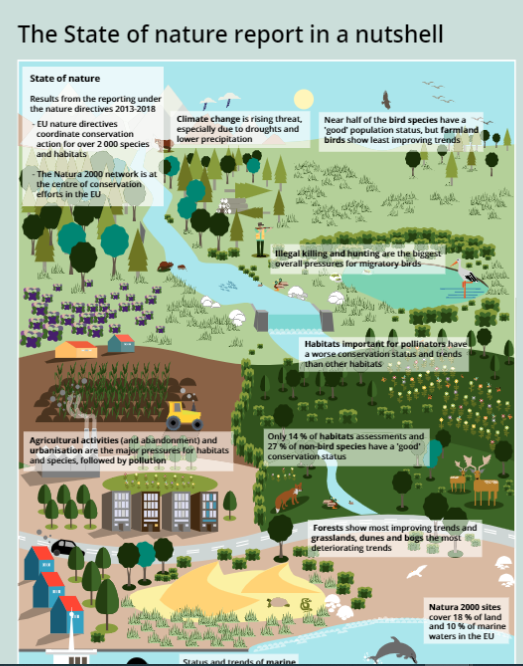 The State of nature report in a nutshell
State of nature
Results from the reporting under
the nature directives 2013-2018
- EU nature directives
coordinate conservation
action for over 2 000 species
and habitats
- The Natura 2000 network is at
the centre of conservation
efforts in the EU
Climate change is rising threat,
especially due to droughts and
lower precipitation
Near half of the bird species have a
'good' population status, but farmland
birds show least improving trends
Illegal killing and hunting are the biggest
overall pressures for migratory birds
Habitats important for pollinators have
a worse conservation status and trends
than other habitats
Agricultural activities (and abandonment) and
urbanisation are the major pressures for habitats
and species, followed by pollution
Only 14 % of habitats assessments and
27 % of non-bird species have a 'good'
conservation status
Forests show most improving trends and
grasslands, dunes and bogs the most
deteriorating trends
Natura 2000 sites
cover 18 % of land
and 10 % of marine
waters in the EU
Status and trends of marine